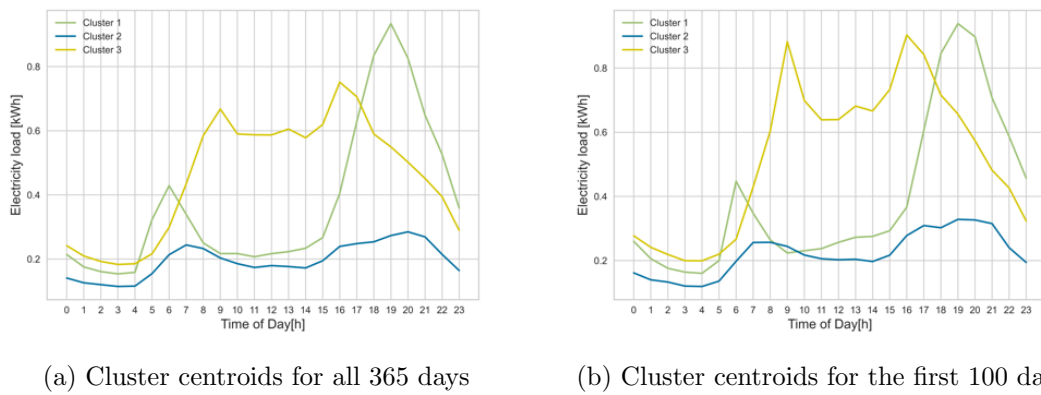 Cluster 1
Cluster 2
Cluster 3
0.8
0.6
0.4
0.2
Electricity load [kWh]
0 1 2 3 4 5 6 7 8 9 10 11 12 13 14 15 16 17 18 19 20 21 22 23
Time of Day[h]
(a) Cluster centroids for all 365 days
Cluster 1
Cluster 2
Cluster 3
0.8
0.6
0.4
0.2
Electricity load [kWh]
0 1 2 3 4 5 6 7 8 9 10 11 12 13 14 15 16 17 18 19 20 21 22 23
Time of Day[h]
(b) Cluster centroids for the first 100 da